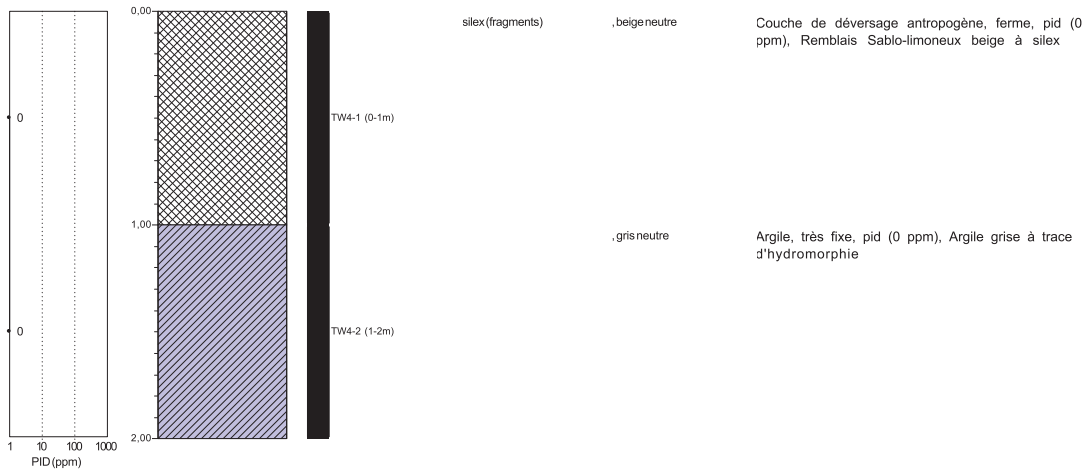 0,00
silex (fragments)
, beige neutre
Couche de déversage antropogène, ferme, pid (0
ppm), Remblais Sablo-limoneux beige à silex
0
TW4-1 (0-1m)
1,00
, gris neutre
Argile, très fixe, pid (0 ppm), Argile grise à trace
d'hydromorphie
0
TW4-2 (1-2m)
2,00
1 10 100 1000
PID (ppm)